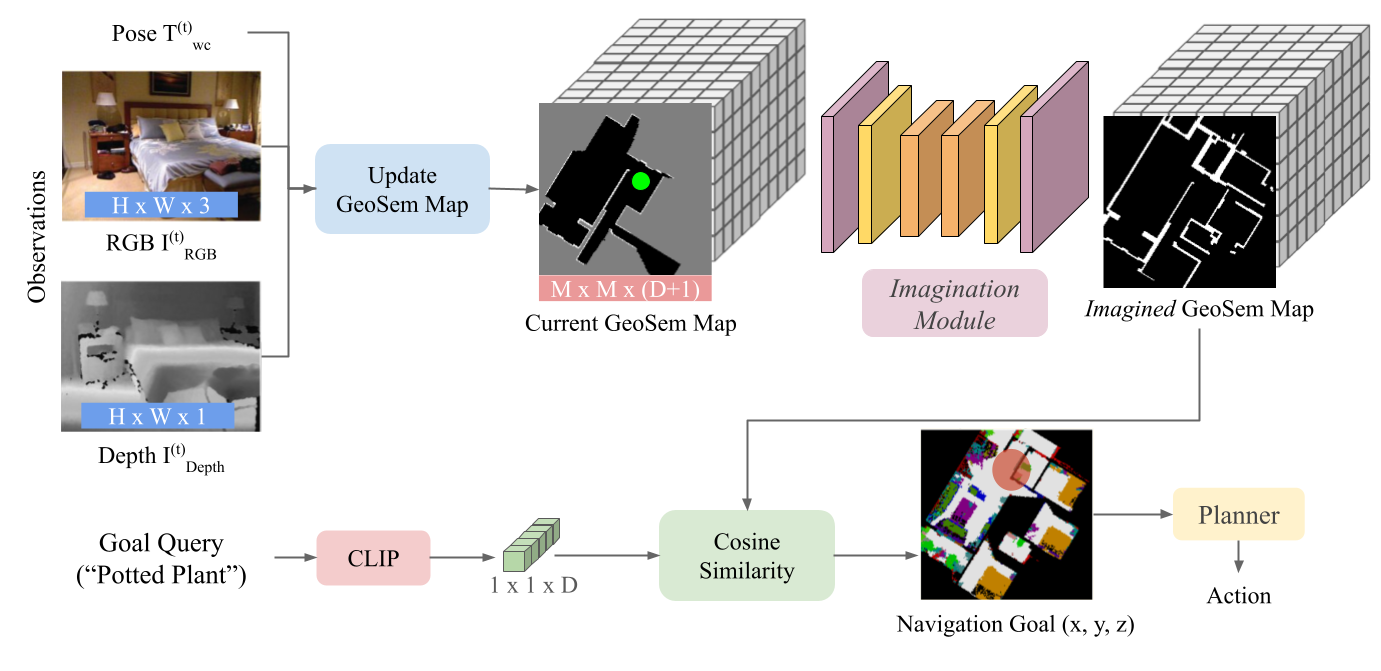 Pose T(t)wc
Observations
H x W x 3
RGB I(t)RGB
H x W x 1
Depth I(t)Depth
Update
GeoSem Map
M x M x (D+1)
Current GeoSem Map
Imagination
Module
Imagined GeoSem Map
Goal Query
(“Potted Plant”)
CLIP
1 x 1 x D
Cosine
Similarity
Navigation Goal (x, y, z)
Planner
Action